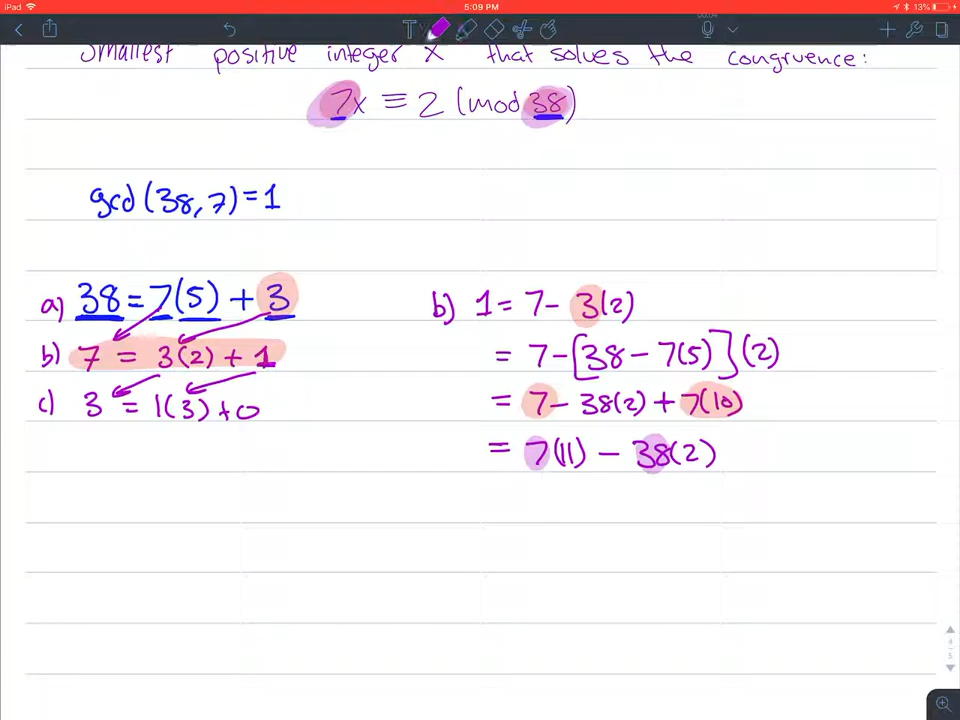 iPad 5:09 PM 13%
T
Smallest positive integer x that solves the congruence:
7x ≡ 2 (mod 38)
gcd (38, 7) = 1
a) 38 = 7(5) + 3
b) 7 = 3(2) + 1
c) 3 = 1(3) + 0
b) 1 = 7 - 3(2)
= 7 - [38 - 7(5)](2)
= 7 - 38(2) + 7(10)
= 7(11) - 38(2)